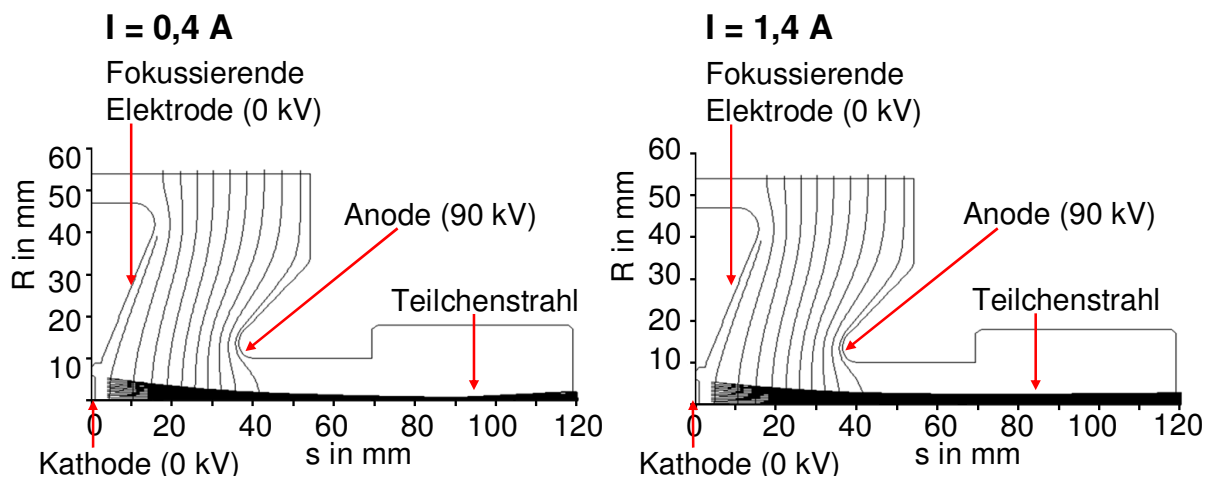 I = 0,4 A
Fokussierende
Elektrode (0 kV)
60
50
40
30
20
10
R in mm
Anode (90 kV)
Teilchenstrahl
0 20 40 60 80 100 120
Kathode (0 kV)
s in mm
I = 1,4 A
Fokussierende
Elektrode (0 kV)
60
50
40
30
20
10
R in mm
Anode (90 kV)
Teilchenstrahl
0 20 40 60 80 100 120
Kathode (0 kV)
s in mm